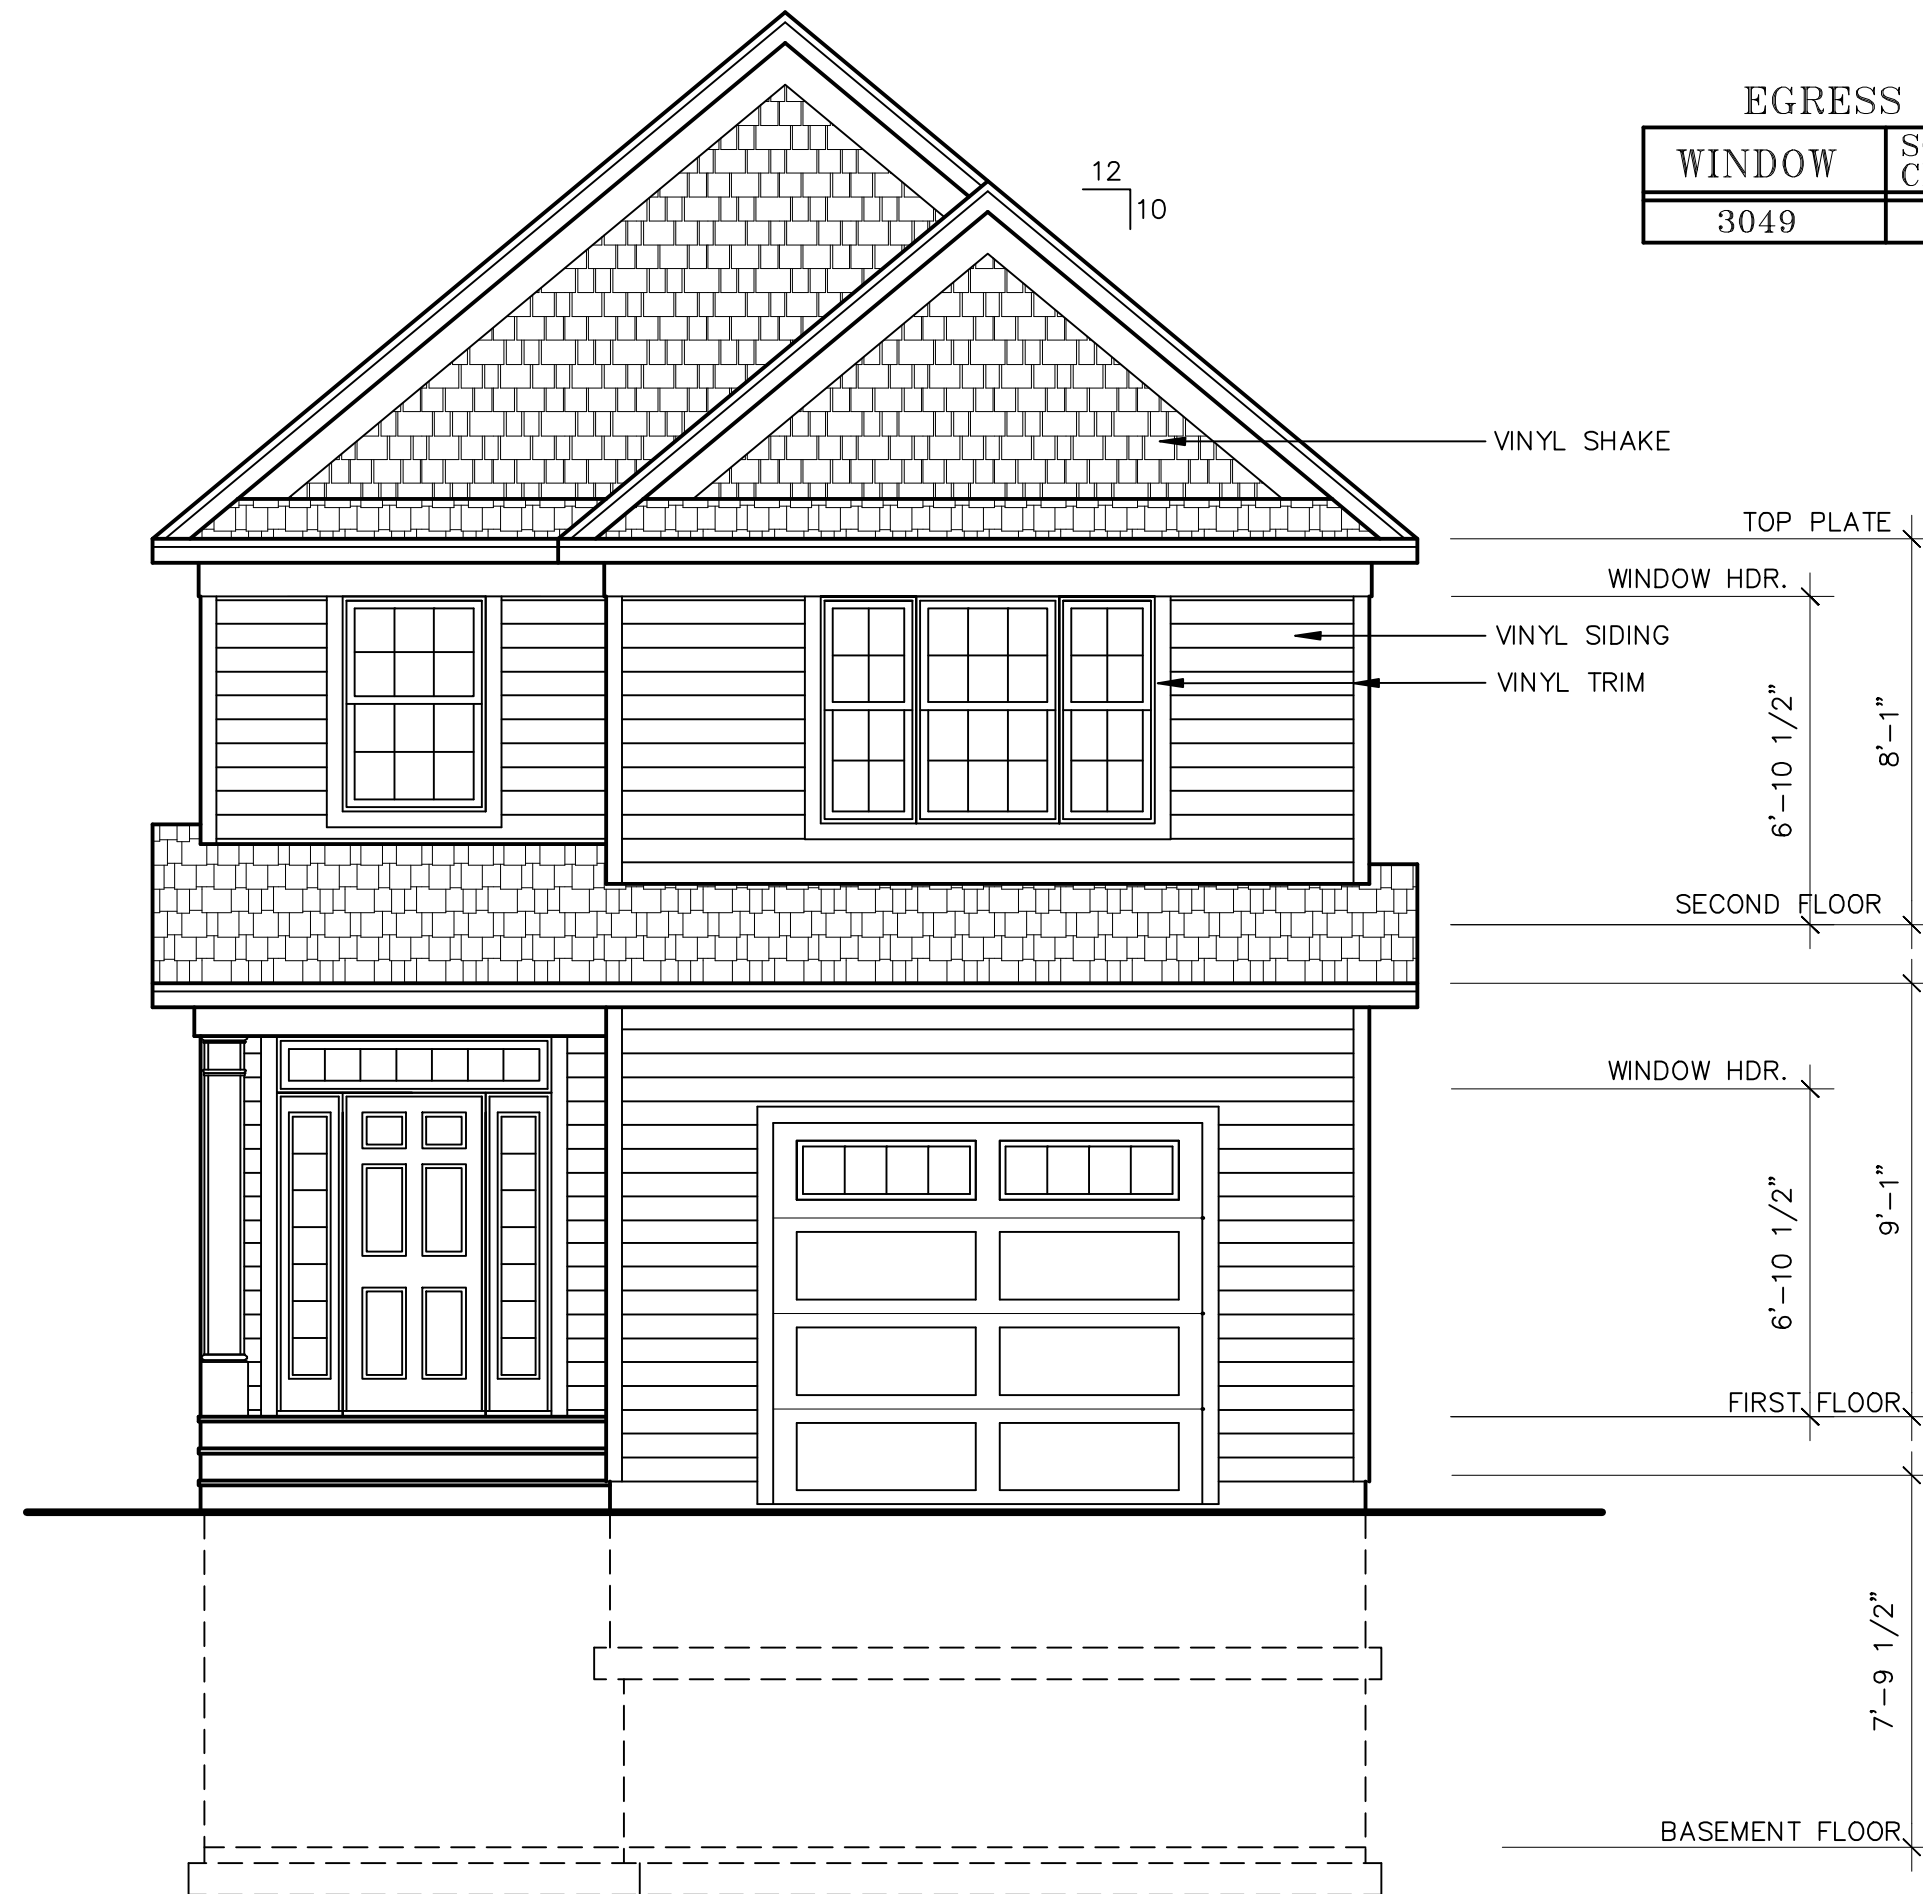 EGRESS
WINDOW
3049
12
10
VINYL SHAKE
TOP PLATE
WINDOW HDR.
VINYL SIDING
VINYL TRIM
6'-10 1/2"
8'-1"
SECOND FLOOR
WINDOW HDR.
6'-10 1/2"
9'-1"
FIRST FLOOR
7'-9 1/2"
BASEMENT FLOOR